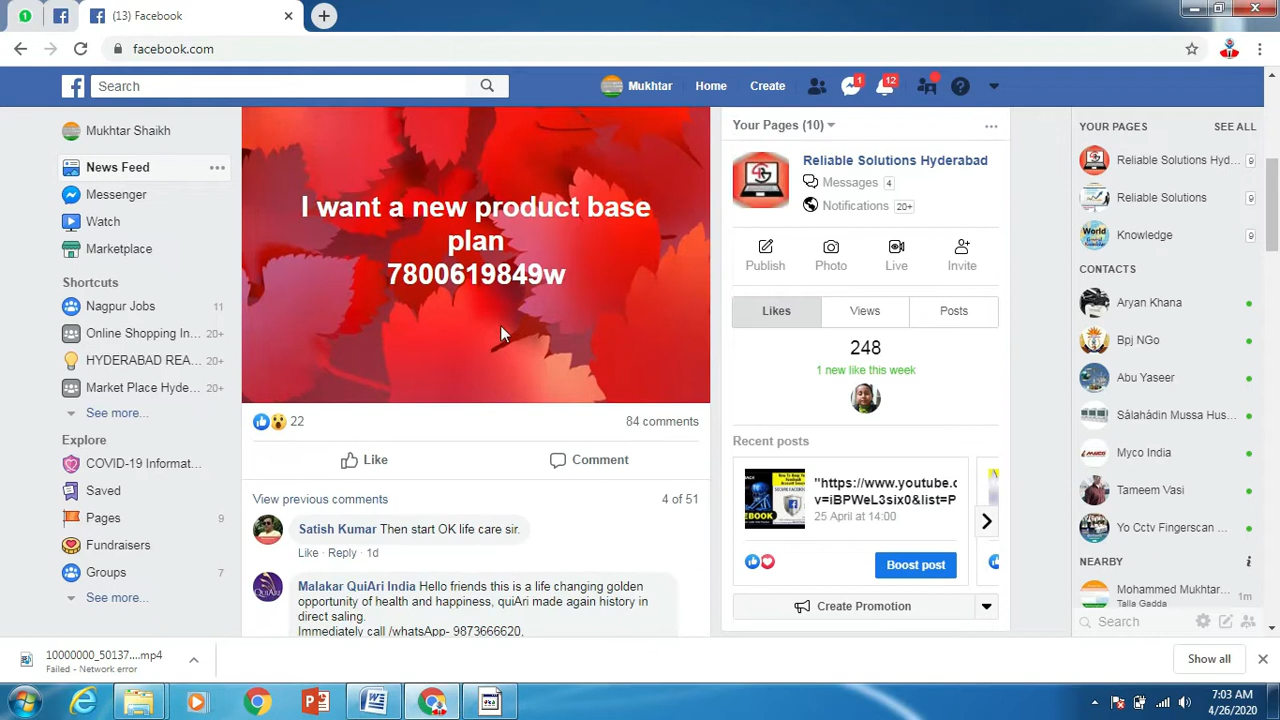 (13) Facebook
facebook.com
Search
Mukhtar
Home
Create
1
12
Mukhtar Shaikh
News Feed
Messenger
Watch
Marketplace
Shortcuts
Nagpur Jobs 11
Online Shopping In... 20+
HYDERABAD REA... 20+
Market Place Hyde... 20+
See more...
Explore
COVID-19 Informat...
Saved
Pages 9
Fundraisers
Groups 7
See more...
I want a new product base
plan
7800619849w
22
84 comments
Like
Comment
View previous comments
4 of 51
Satish Kumar Then start OK life care sir.
Like · Reply · 1d
Malakar QuiAri India Hello friends this is a life changing golden
opportunity of health and happiness, quiAri made again history in
direct saling.
Immediately call /whatsApp- 9873666620.
Your Pages (10)
Reliable Solutions Hyderabad
Messages 4
Notifications 20+
Publish
Photo
Live
Invite
Likes
Views
Posts
248
1 new like this week
Recent posts
"https://www.youtube.c
v=iBPWeL3six0&list=P
25 April at 14:00
Boost post
Create Promotion
YOUR PAGES
SEE ALL
Reliable Solutions Hyd... 9
Reliable Solutions 9
Knowledge 9
CONTACTS
Aryan Khana
Bpj NGo
Abu Yaseer
Sálahádin Mussa Hus...
Myco India
Tameem Vasi
Yo Cctv Fingerscan ...
NEARBY
Mohammed Mukhtar... 1m
Talla Gadda
Search
10000000_50137....mp4
Failed - Network error
Show all
7:03 AM
4/26/2020